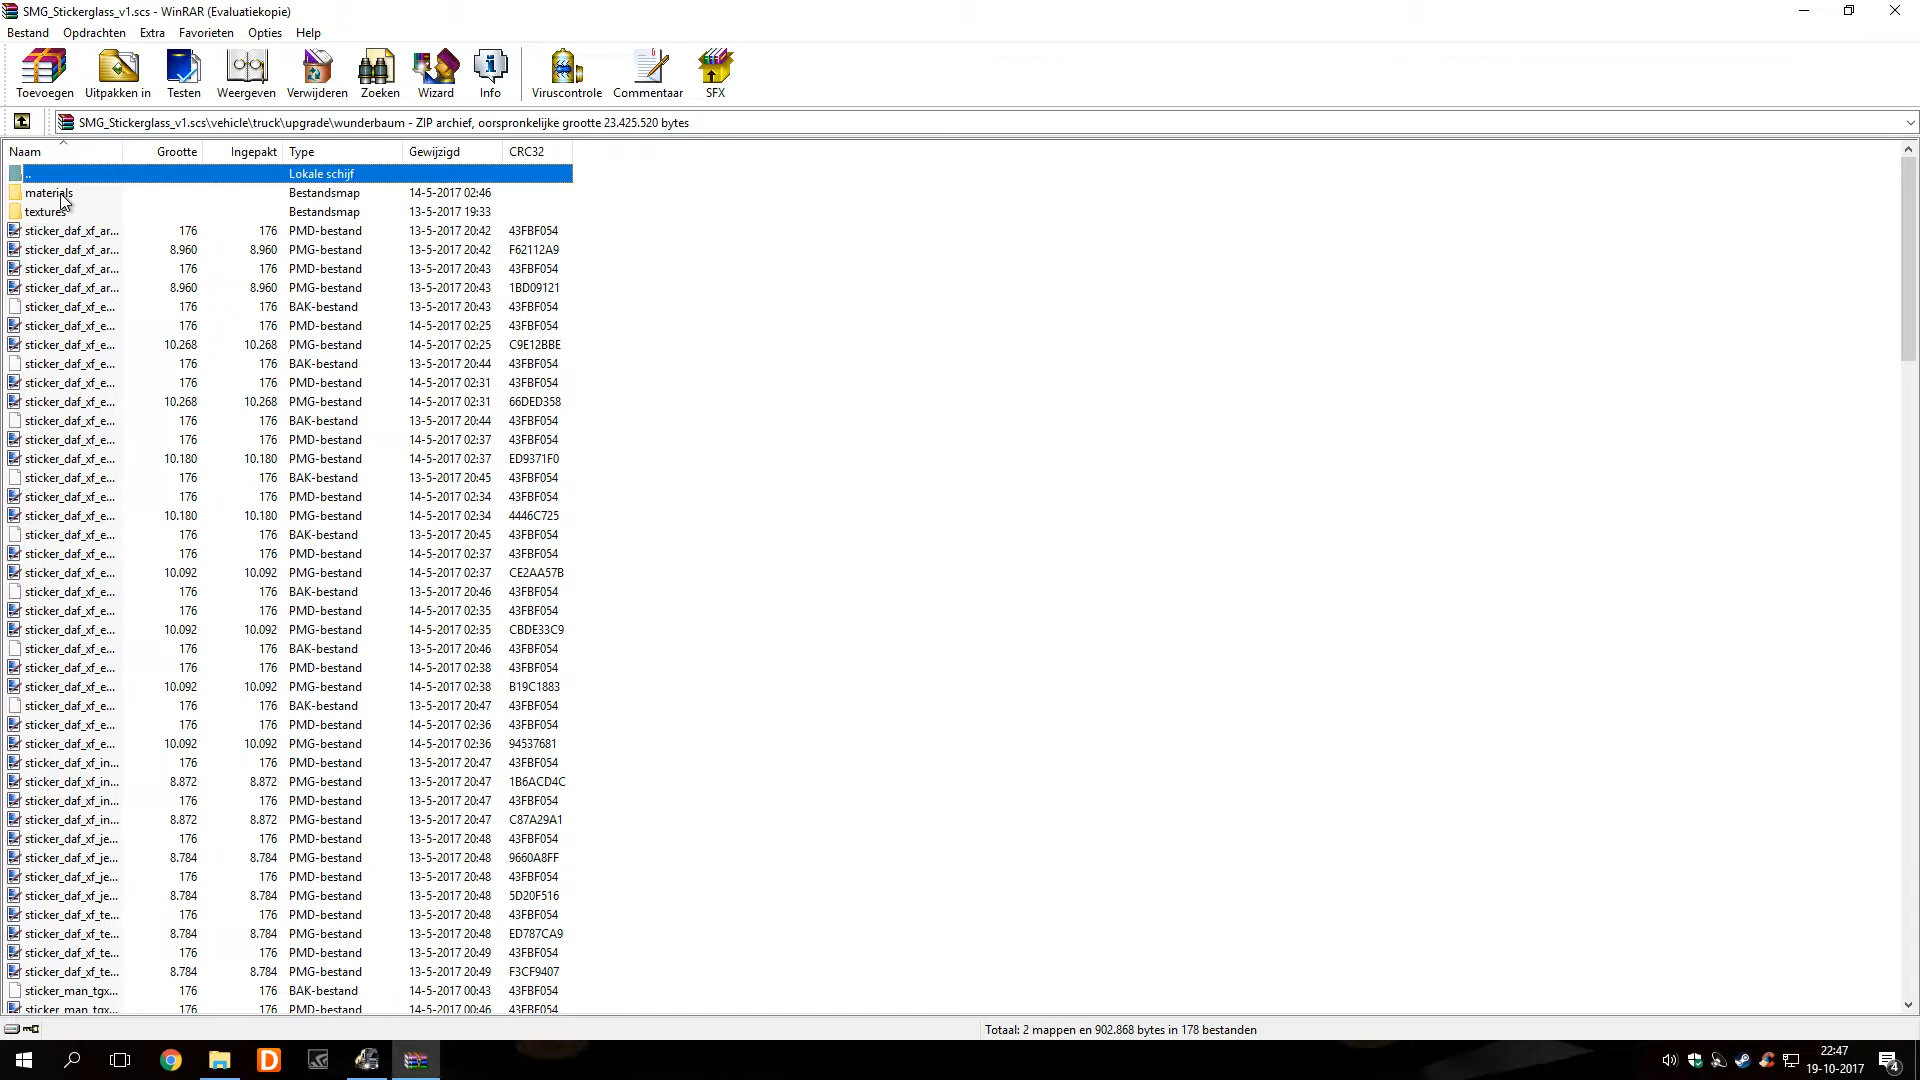 SMG_Stickerglass_v1.scs - WinRAR (Evaluatiekopie)
Bestand Opdrachten Extra Favorieten Opties Help
Toevoegen Uitpakken in Testen Weergeven Verwijderen Zoeken Wizard Info Viruscontrole Commentaar SFX
SMG_Stickerglass_v1.scs\vehicle\truck\upgrade\wunderbaum - ZIP archief, oorspronkelijke grootte 23.425.520 bytes
Naam Grootte Ingepakt Type Gewijzigd CRC32
.. Lokale schijf
materials Bestandsmap 14-5-2017 02:46
textures Bestandsmap 13-5-2017 19:33
sticker_daf_xf_ar... 176 176 PMD-bestand 13-5-2017 20:42 43FBF054
sticker_daf_xf_ar... 8.960 8.960 PMG-bestand 13-5-2017 20:42 F62112A9
sticker_daf_xf_ar... 176 176 PMD-bestand 13-5-2017 20:43 43FBF054
sticker_daf_xf_ar... 8.960 8.960 PMG-bestand 13-5-2017 20:43 1BD09121
sticker_daf_xf_e... 176 176 BAK-bestand 13-5-2017 20:43 43FBF054
sticker_daf_xf_e... 176 176 PMD-bestand 14-5-2017 02:25 43FBF054
sticker_daf_xf_e... 10.268 10.268 PMG-bestand 14-5-2017 02:25 C9E12BBE
sticker_daf_xf_e... 176 176 BAK-bestand 13-5-2017 20:44 43FBF054
sticker_daf_xf_e... 176 176 PMD-bestand 14-5-2017 02:31 43FBF054
sticker_daf_xf_e... 10.268 10.268 PMG-bestand 14-5-2017 02:31 66DED358
sticker_daf_xf_e... 176 176 BAK-bestand 13-5-2017 20:44 43FBF054
sticker_daf_xf_e... 176 176 PMD-bestand 14-5-2017 02:37 43FBF054
sticker_daf_xf_e... 10.180 10.180 PMG-bestand 14-5-2017 02:37 ED9371F0
sticker_daf_xf_e... 176 176 BAK-bestand 13-5-2017 20:45 43FBF054
sticker_daf_xf_e... 176 176 PMD-bestand 14-5-2017 02:34 43FBF054
sticker_daf_xf_e... 10.180 10.180 PMG-bestand 14-5-2017 02:34 4446C725
sticker_daf_xf_e... 176 176 BAK-bestand 13-5-2017 20:45 43FBF054
sticker_daf_xf_e... 176 176 PMD-bestand 14-5-2017 02:37 43FBF054
sticker_daf_xf_e... 10.092 10.092 PMG-bestand 14-5-2017 02:37 CE2AA57B
sticker_daf_xf_e... 176 176 BAK-bestand 13-5-2017 20:46 43FBF054
sticker_daf_xf_e... 176 176 PMD-bestand 14-5-2017 02:35 43FBF054
sticker_daf_xf_e... 10.092 10.092 PMG-bestand 14-5-2017 02:35 CBDE33C9
sticker_daf_xf_e... 176 176 BAK-bestand 13-5-2017 20:46 43FBF054
sticker_daf_xf_e... 176 176 PMD-bestand 14-5-2017 02:38 43FBF054
sticker_daf_xf_e... 10.092 10.092 PMG-bestand 14-5-2017 02:38 B19C1883
sticker_daf_xf_e... 176 176 BAK-bestand 13-5-2017 20:47 43FBF054
sticker_daf_xf_e... 176 176 PMD-bestand 14-5-2017 02:36 43FBF054
sticker_daf_xf_e... 10.092 10.092 PMG-bestand 14-5-2017 02:36 94537681
sticker_daf_xf_in... 176 176 PMD-bestand 13-5-2017 20:47 43FBF054
sticker_daf_xf_in... 8.872 8.872 PMG-bestand 13-5-2017 20:47 1B6ACD4C
sticker_daf_xf_in... 176 176 PMD-bestand 13-5-2017 20:47 43FBF054
sticker_daf_xf_in... 8.872 8.872 PMG-bestand 13-5-2017 20:47 C87A29A1
sticker_daf_xf_je... 176 176 PMD-bestand 13-5-2017 20:48 43FBF054
sticker_daf_xf_je... 8.784 8.784 PMG-bestand 13-5-2017 20:48 9660A8FF
sticker_daf_xf_je... 176 176 PMD-bestand 13-5-2017 20:48 43FBF054
sticker_daf_xf_je... 8.784 8.784 PMG-bestand 13-5-2017 20:48 5D20F516
sticker_daf_xf_te... 176 176 PMD-bestand 13-5-2017 20:48 43FBF054
sticker_daf_xf_te... 8.784 8.784 PMG-bestand 13-5-2017 20:48 ED787CA9
sticker_daf_xf_te... 176 176 PMD-bestand 13-5-2017 20:49 43FBF054
sticker_daf_xf_te... 8.784 8.784 PMG-bestand 13-5-2017 20:49 F3CF9407
sticker_man_tgx... 176 176 BAK-bestand 14-5-2017 00:43 43FBF054
sticker_man_tgx... 176 176 PMD-bestand 14-5-2017 00:46 43FBF054
Totaal: 2 mappen en 902.868 bytes in 178 bestanden
22:47
19-10-2017
4